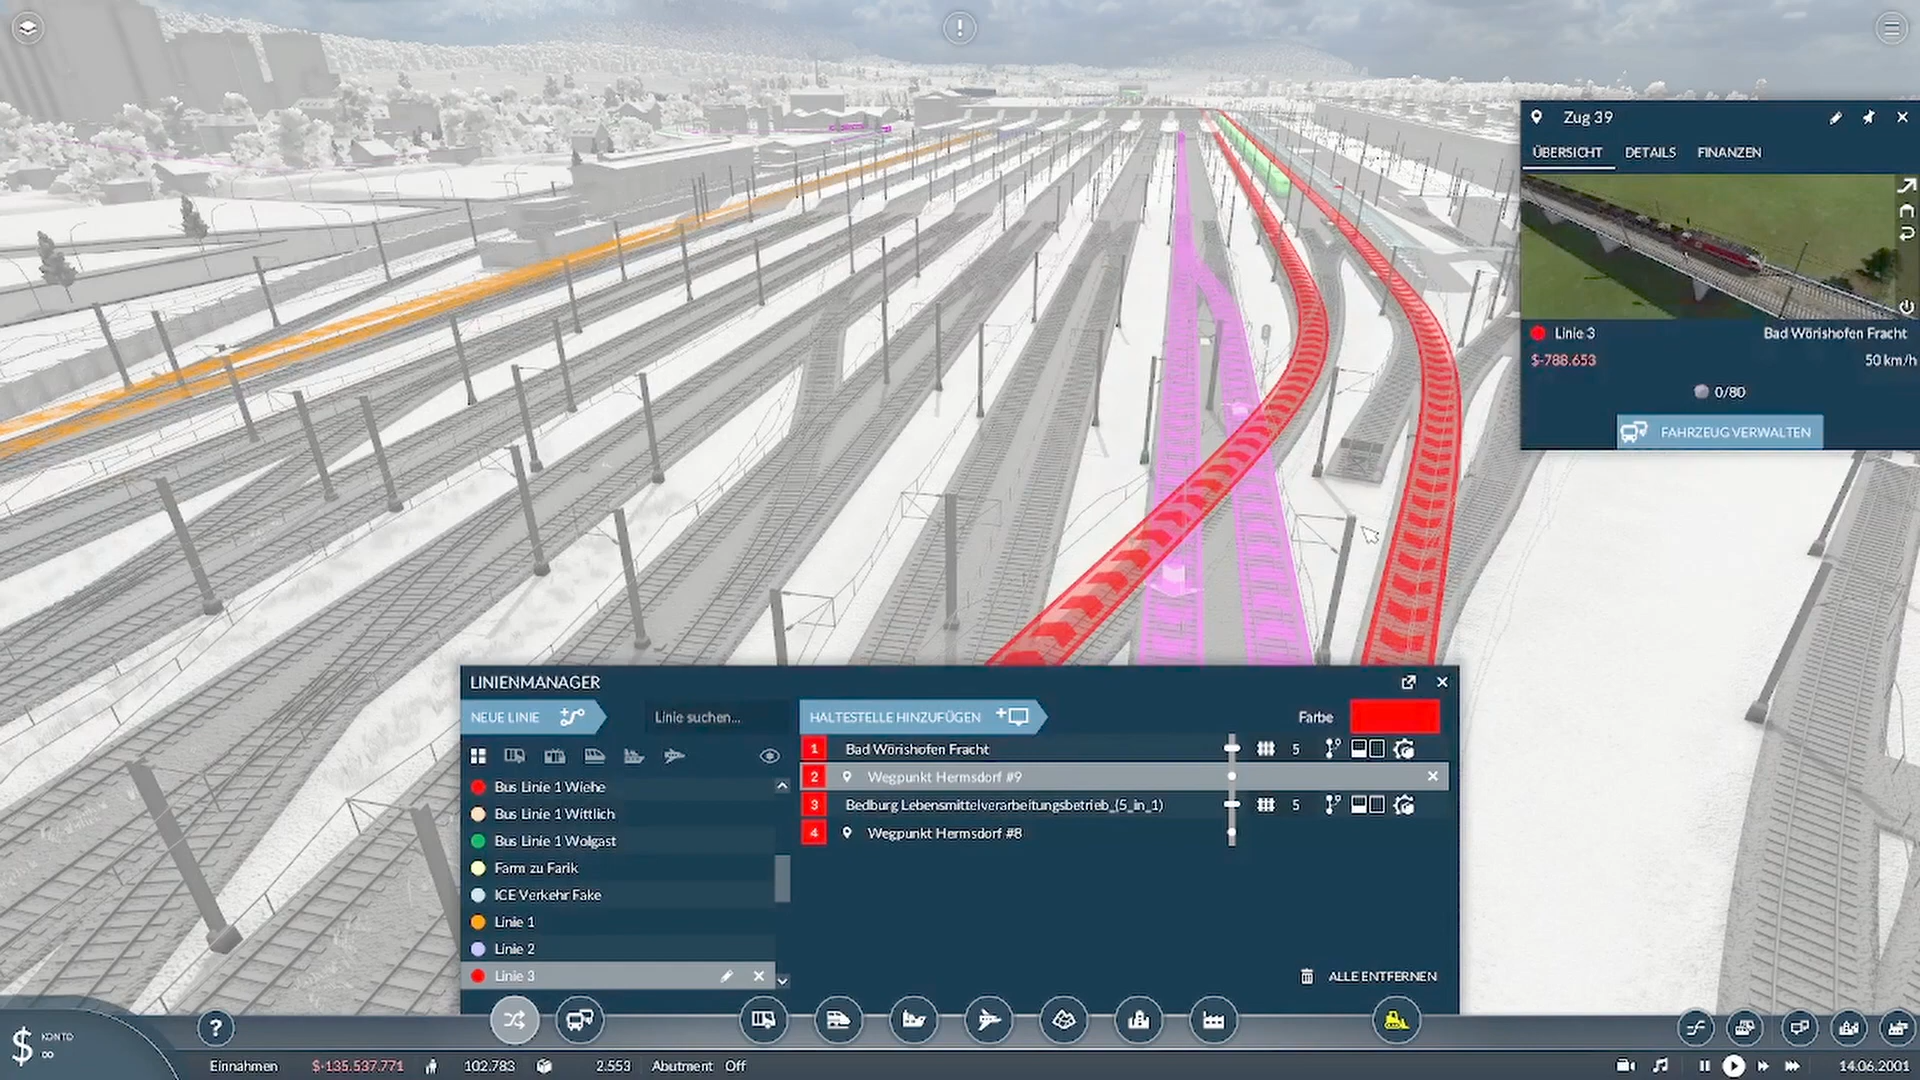 !
Zug 39
ÜBERSICHT DETAILS FINANZEN
Linie 3 Bad Wörishofen Fracht
$-788.653 50 km/h
0/80
FAHRZEUG VERWALTEN
LINIENMANAGER
NEUE LINIE Linie suchen... HALTESTELLE HINZUFÜGEN Farbe
1 Bad Wörishofen Fracht 5
2 Wegpunkt Hermsdorf #9
3 Bedburg Lebensmittelverarbeitungsbetrieb_(5_in_1) 5
4 Wegpunkt Hermsdorf #8
Bus Linie 1 Wiehe
Bus Linie 1 Wittlich
Bus Linie 1 Wolgast
Farm zu Farik
ICE Verkehr Fake
Linie 1
Linie 2
Linie 3
ALLE ENTFERNEN
$ KONTO
∞
?
Einnahmen $-135.537.771 102.783 2.553 Abutment Off 14.06.2001